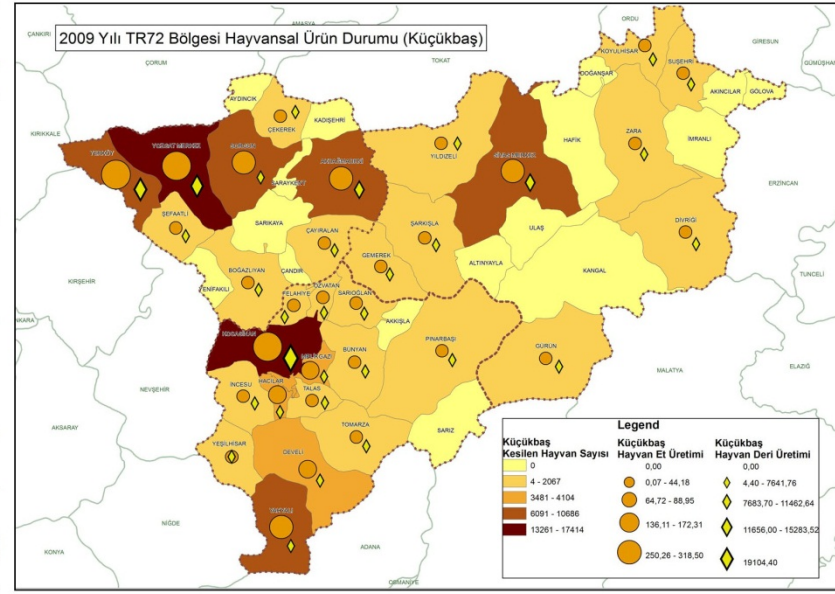 2009 Yılı TR72 Bölgesi Hayvansal Ürün Durumu (Küçükbaş)
ÇANKIRI
ÇORUM
AMASYA
TOKAT
ORDU
GİRESUN
GÜMÜŞHA
KIRIKKALE
ERZİNCAN
TUNCELİ
KIRŞEHİR
ANKARA
NEVŞEHİR
AKSARAY
NİĞDE
KONYA
ADANA
OSMANİYE
MALATYA
ELAZIĞ
KOYULHİSAR
SUŞEHRİ
DOĞANŞAR
AKINCILAR
GÖLOVA
AYDINCIK
ÇEKEREK
KADIŞEHRİ
YILDIZELİ
HAFİK
ZARA
İMRANLI
YERKÖY
YOZGAT MERKEZ
SORGUN
SARAYKENT
AKDAĞMADENİ
SİVAS MERKEZ
ŞEFAATLİ
SARIKAYA
ÇAYIRALAN
ŞARKIŞLA
ULAŞ
DİVRİĞİ
BOĞAZLIYAN
ÇANDIR
GEMEREK
ALTINYAYLA
KANGAL
YENİFAKILI
FELAHİYE
ÖZVATAN
SARIOĞLAN
AKKIŞLA
KOCASİNAN
MELİKGAZİ
BÜNYAN
PINARBAŞI
GÜRÜN
İNCESU
HACILAR
TALAS
TOMARZA
SARIZ
YEŞİLHİSAR
DEVELİ
YAHYALI
Legend
Küçükbaş
Kesilen Hayvan Sayısı
0
4 - 2067
3481 - 4104
6091 - 10686
13261 - 17414
Küçükbaş
Hayvan Et Üretimi
0,00
0,07 - 44,18
64,72 - 88,95
136,11 - 172,31
250,26 - 318,50
Küçükbaş
Hayvan Deri Üretimi
0,00
4,40 - 7641,76
7683,70 - 11462,64
11656,00 - 15283,52
19104,40